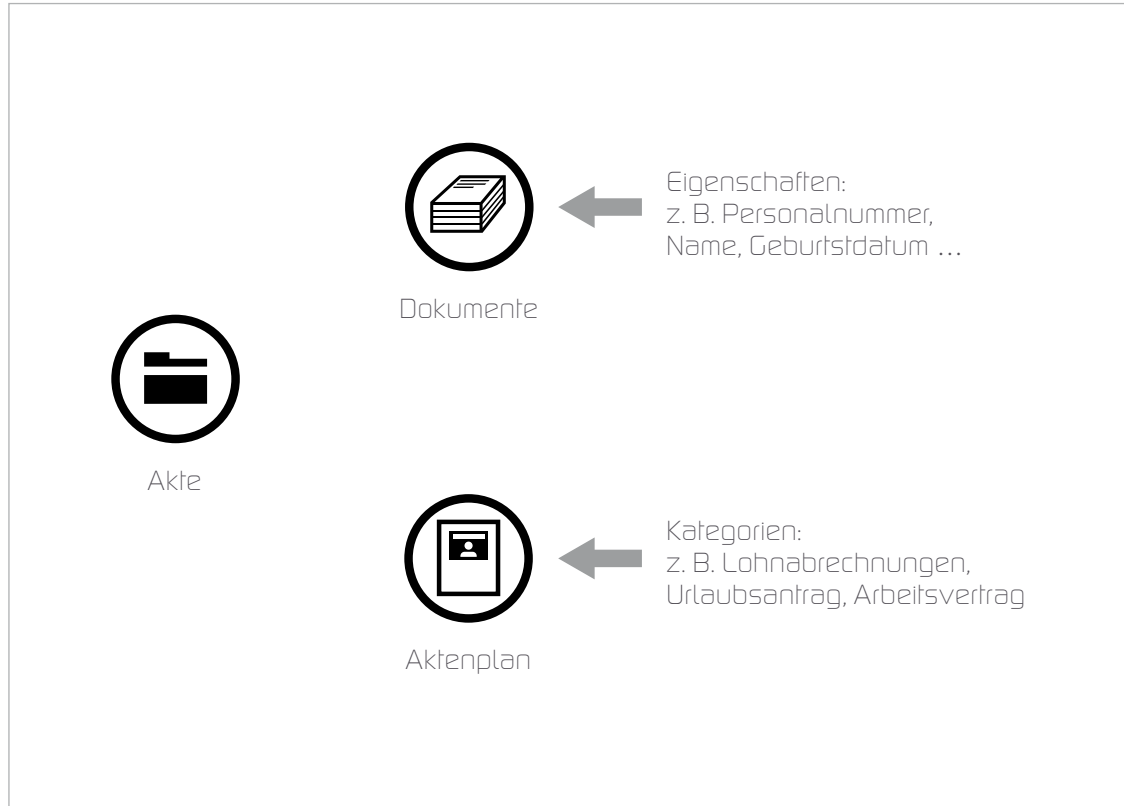 Eigenschaften:
z. B. Personalnummer,
Name, Geburtstdatum …
Dokumente
Akte
Kategorien:
z. B. Lohnabrechnungen,
Urlaubsantrag, Arbeitsvertrag
Aktenplan